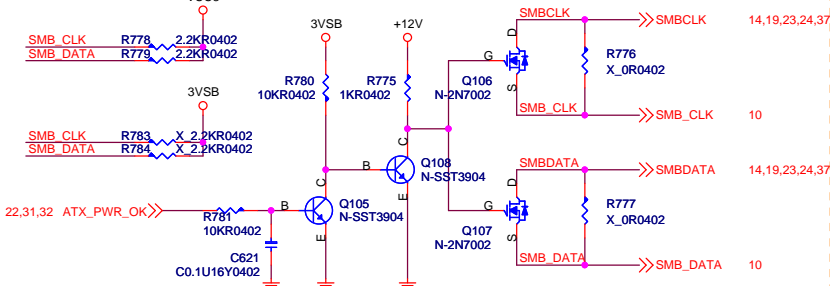 SMB_CLK R778 2.2KR0402
SMB_DATA R779 2.2KR0402
3VSB
SMB_CLK R783 X_2.2KR0402
SMB_DATA R784 X_2.2KR0402
22,31,32 ATX_PWR_OK
R781
10KR0402
C621
C0.1U16Y0402
3VSB
R780
10KR0402
B
C
E
Q105
N-SST3904
+12V
R775
1KR0402
B
C
E
Q108
N-SST3904
SMBCLK
D
G
S
Q106
N-2N7002
R776
X_0R0402
SMB_CLK
SMBCLK 14,19,23,24,37
SMB_CLK 10
SMBDATA
D
G
S
Q107
N-2N7002
R777
X_0R0402
SMB_DATA
SMBDATA 14,19,23,24,37
SMB_DATA 10